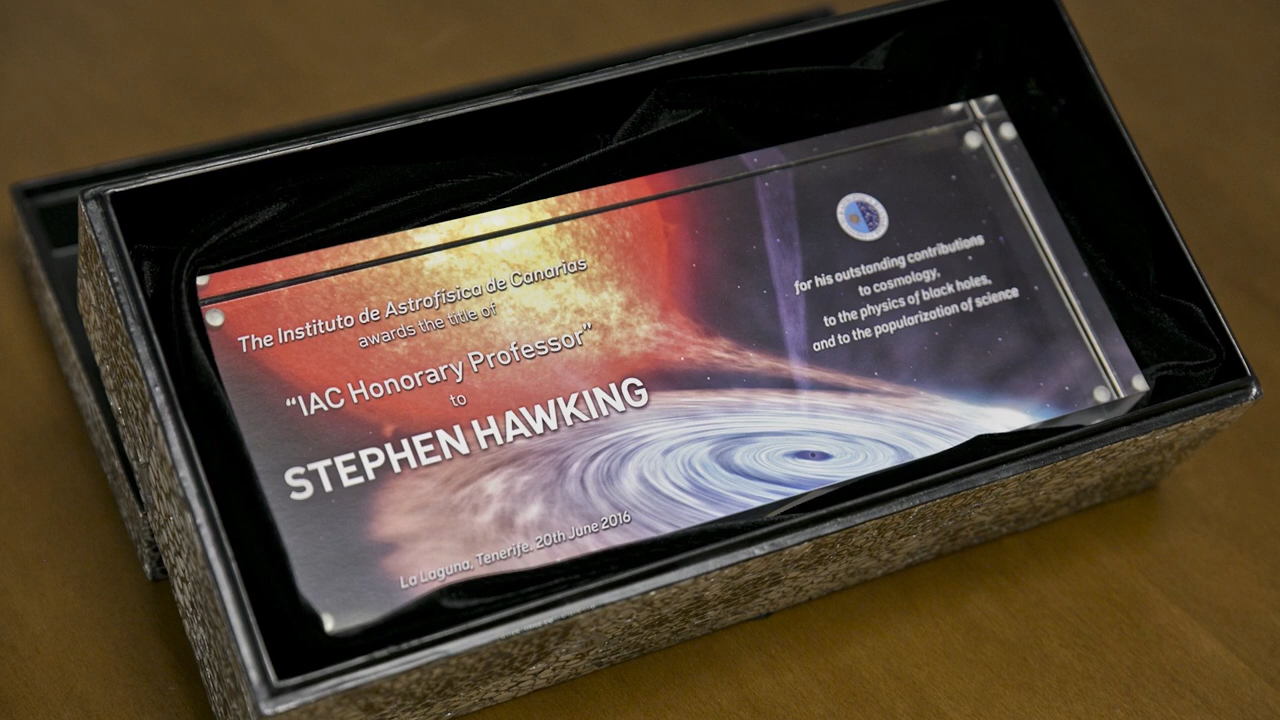 The Instituto de Astrofísica de Canarias
awards the title of
“IAC Honorary Professor”
to
STEPHEN HAWKING
La Laguna, Tenerife. 20th June 2016
for his outstanding contributions
to cosmology,
to the physics of black holes,
and to the popularization of science